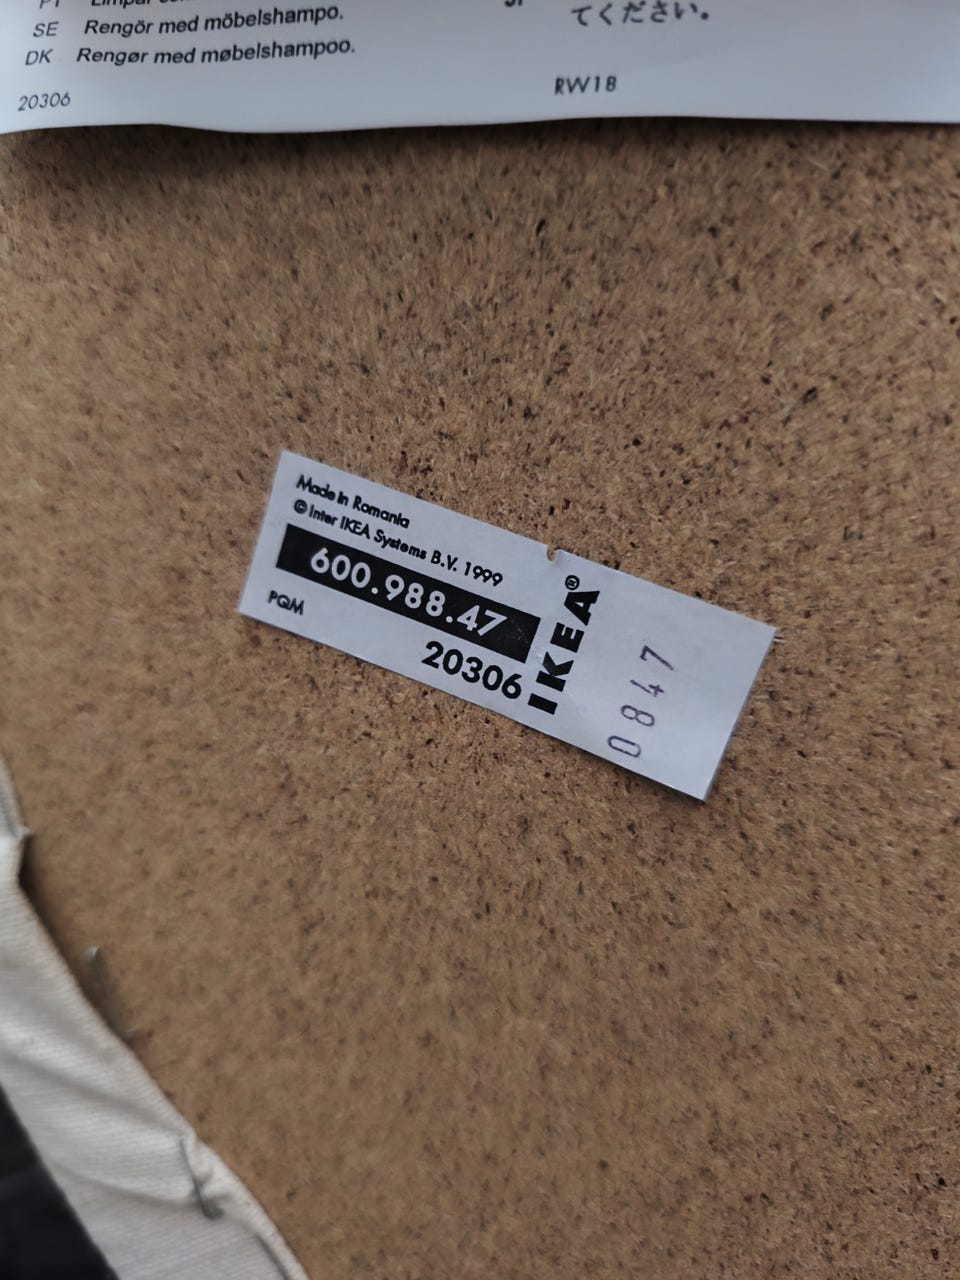 SE Rengör med möbelshampo.
DK Rengør med møbelshampoo.
20306
てください。
RW18
Made in Romania
© Inter IKEA Systems B.V. 1999
600.988.47
PQM
20306
IKEA®
0847